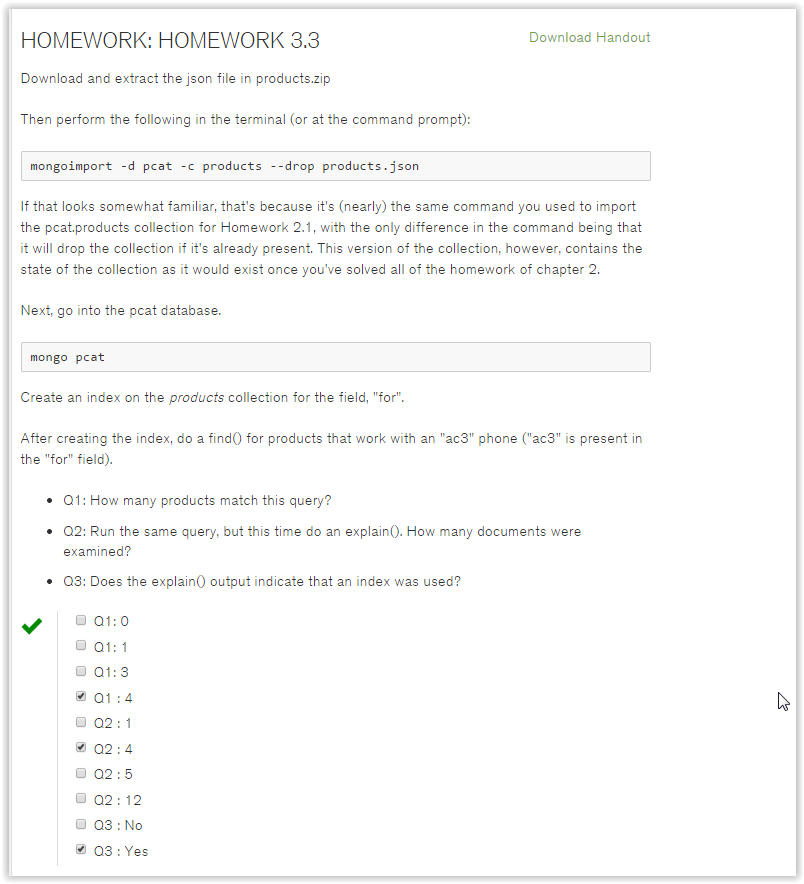 HOMEWORK: HOMEWORK 3.3
Download Handout
Download and extract the json file in products.zip
Then perform the following in the terminal (or at the command prompt):
mongoimport -d pcat -c products --drop products.json
If that looks somewhat familiar, that's because it's (nearly) the same command you used to import
the pcat.products collection for Homework 2.1, with the only difference in the command being that
it will drop the collection if it's already present. This version of the collection, however, contains the
state of the collection as it would exist once you've solved all of the homework of chapter 2.
Next, go into the pcat database.
mongo pcat
Create an index on the products collection for the field, "for".
After creating the index, do a find() for products that work with an "ac3" phone ("ac3" is present in
the "for" field).
• Q1: How many products match this query?
• Q2: Run the same query, but this time do an explain(). How many documents were
examined?
• Q3: Does the explain() output indicate that an index was used?
Q1: 0
Q1: 1
Q1: 3
Q1 : 4
Q2 : 1
Q2 : 4
Q2 : 5
Q2 : 12
Q3 : No
Q3 : Yes